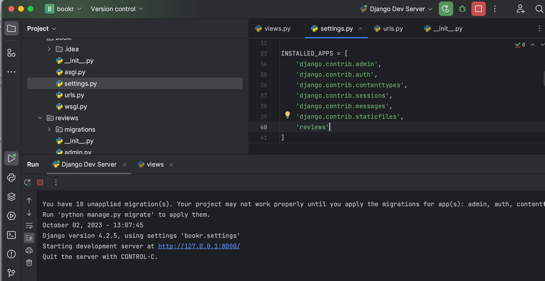 B bookr Version control Django Dev Server
Project
views.py settings.py urls.py __init__.py
.idea
__init__.py
asgi.py
settings.py
urls.py
wsgi.py
reviews
migrations
__init__.py
admin.py
32
33 INSTALLED_APPS = [
34 'django.contrib.admin',
35 'django.contrib.auth',
36 'django.contrib.contenttypes',
37 'django.contrib.sessions',
38 'django.contrib.messages',
39 'django.contrib.staticfiles',
40 'reviews'
41 ]
Run Django Dev Server views
You have 18 unapplied migration(s). Your project may not work properly until you apply the migrations for app(s): admin, auth,
Run 'python manage.py migrate' to apply them.
October 02, 2023 - 13:07:45
Django version 4.2.5, using settings 'bookr.settings'
Starting development server at http://127.0.0.1:8000/
Quit the server with CONTROL-C.